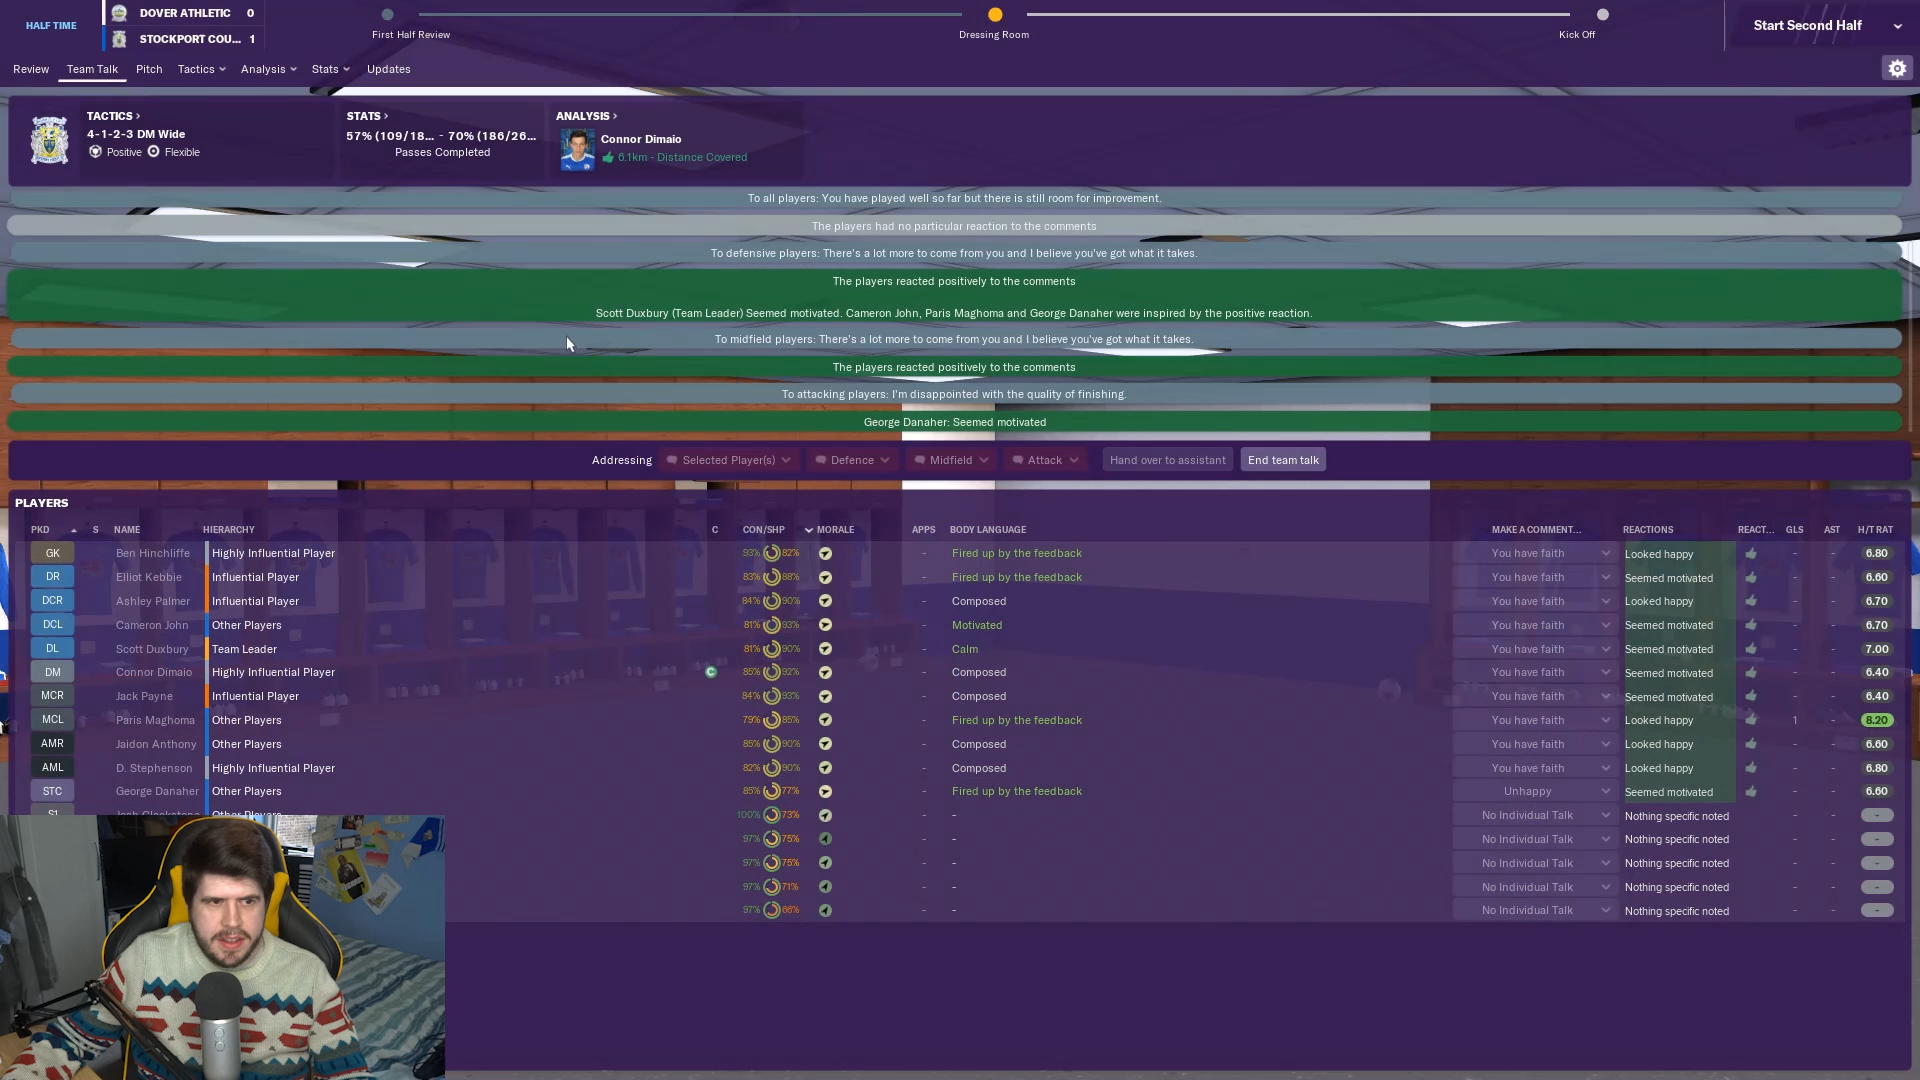 HALF TIME
DOVER ATHLETIC 0
STOCKPORT COU... 1
First Half Review
Dressing Room
Kick Off
Start Second Half
Review Team Talk Pitch Tactics Analysis Stats Updates
TACTICS >
4-1-2-3 DM Wide
Positive Flexible
STATS >
57% (109/18... - 70% (186/26...
Passes Completed
ANALYSIS >
Connor Dimaio
6.1km - Distance Covered
To all players: You have played well so far but there is still room for improvement.
The players had no particular reaction to the comments
To defensive players: There's a lot more to come from you and I believe you've got what it takes.
The players reacted positively to the comments
Scott Duxbury (Team Leader) Seemed motivated. Cameron John, Paris Maghoma and George Danaher were inspired by the positive reaction.
To midfield players: There's a lot more to come from you and I believe you've got what it takes.
The players reacted positively to the comments
To attacking players: I'm disappointed with the quality of finishing.
George Danaher: Seemed motivated
Addressing Selected Player(s) Defence Midfield Attack Hand over to assistant End team talk
PLAYERS
PKD S NAME HIERARCHY C CON/SHP MORALE APPS BODY LANGUAGE MAKE A COMMENT... REACTIONS REACT... GLS AST H/T RAT
GK Ben Hinchliffe Highly Influential Player 93% 82% - Fired up by the feedback You have faith Looked happy - - 6.80
DR Elliot Kebbie Influential Player 83% 88% - Fired up by the feedback You have faith Seemed motivated - - 6.60
DCR Ashley Palmer Influential Player 84% 90% - Composed You have faith Looked happy - - 6.70
DCL Cameron John Other Players 81% 93% - Motivated You have faith Seemed motivated - - 6.70
DL Scott Duxbury Team Leader 81% 90% - Calm You have faith Seemed motivated - - 7.00
DM Connor Dimaio Highly Influential Player C 85% 92% - Composed You have faith Seemed motivated - - 6.40
MCR Jack Payne Influential Player 84% 93% - Composed You have faith Seemed motivated - - 6.40
MCL Paris Maghoma Other Players 79% 85% - Fired up by the feedback You have faith Looked happy 1 - 8.20
AMR Jaidon Anthony Other Players 85% 90% - Composed You have faith Looked happy - - 6.60
AML D. Stephenson Highly Influential Player 82% 90% - Composed You have faith Looked happy - - 6.80
STC George Danaher Other Players 85% 77% - Fired up by the feedback Unhappy Seemed motivated - - 6.60
S1 Other Players 100% 73% - - No Individual Talk Nothing specific noted - - -
97% 75% - - No Individual Talk Nothing specific noted - - -
97% 75% - - No Individual Talk Nothing specific noted - - -
97% 71% - - No Individual Talk Nothing specific noted - - -
97% 66% - - No Individual Talk Nothing specific noted - - -